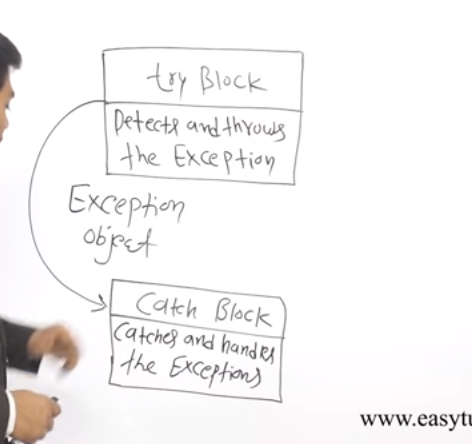 try Block
Detects and throws
the Exception
Exception
object
Catch Block
Catches and handles
the Exceptions
www.easytu